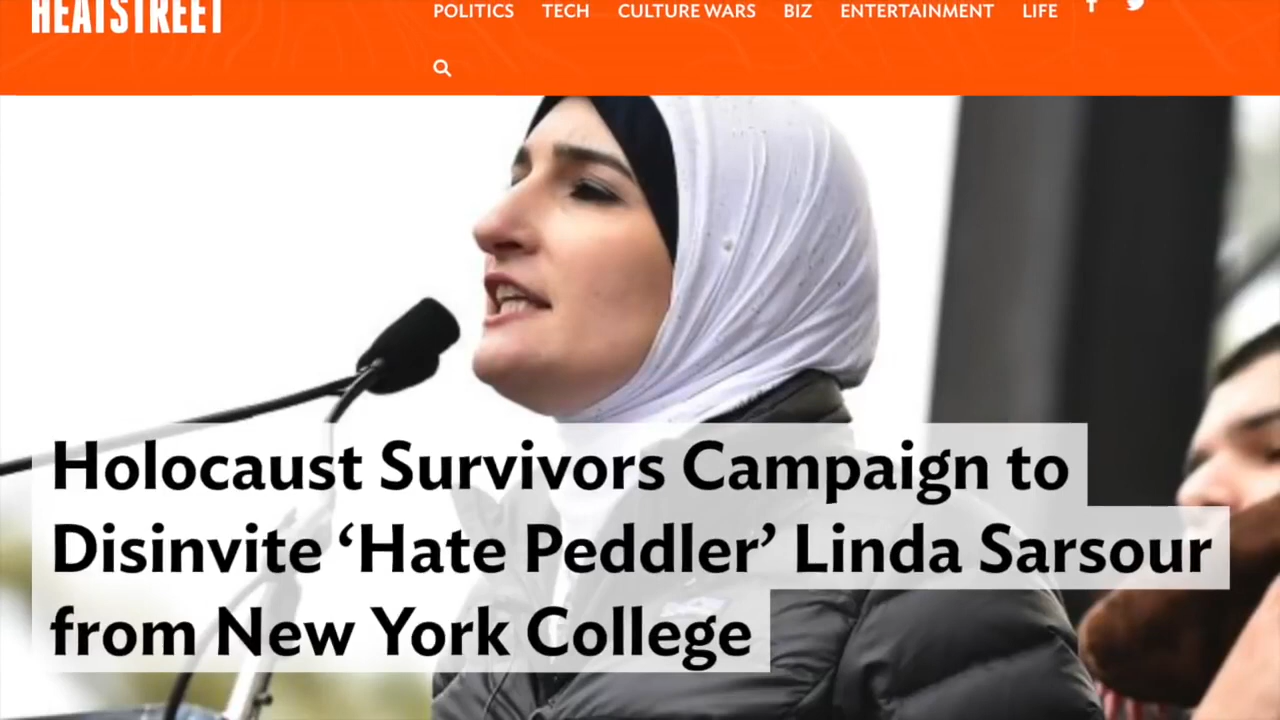 HEATSTREET
POLITICS TECH CULTURE WARS BIZ ENTERTAINMENT LIFE
Holocaust Survivors Campaign to
Disinvite ‘Hate Peddler’ Linda Sarsour
from New York College